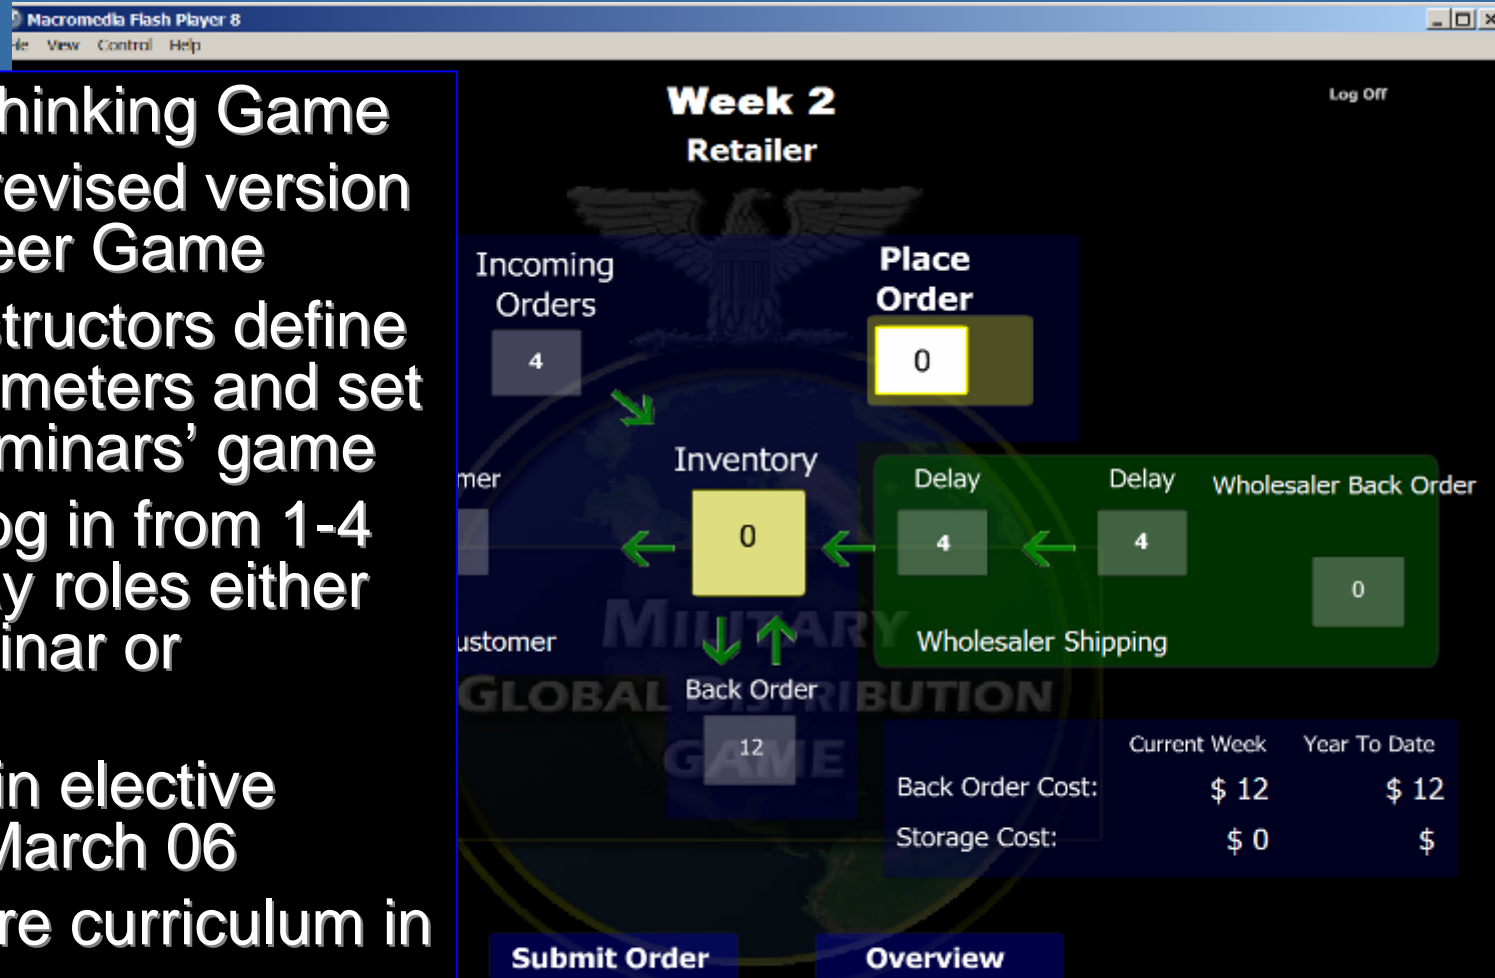 Macromedia Flash Player 8
File View Control Help
hinking Game
revised version
eer Game
structors define
meters and set
minars’ game
og in from 1-4
y roles either
inar or
in elective
March 06
re curriculum in
Week 2
Retailer
Log Off
Incoming
Orders
4
Place
Order
0
mer
Inventory
0
Delay
4
Delay
4
Wholesaler Back Order
0
ustomer
Wholesaler Shipping
Back Order
12
MILITARY
GLOBAL DISTRIBUTION
GAME
Current Week Year To Date
Back Order Cost: $ 12 $ 12
Storage Cost: $ 0 $
Submit Order
Overview